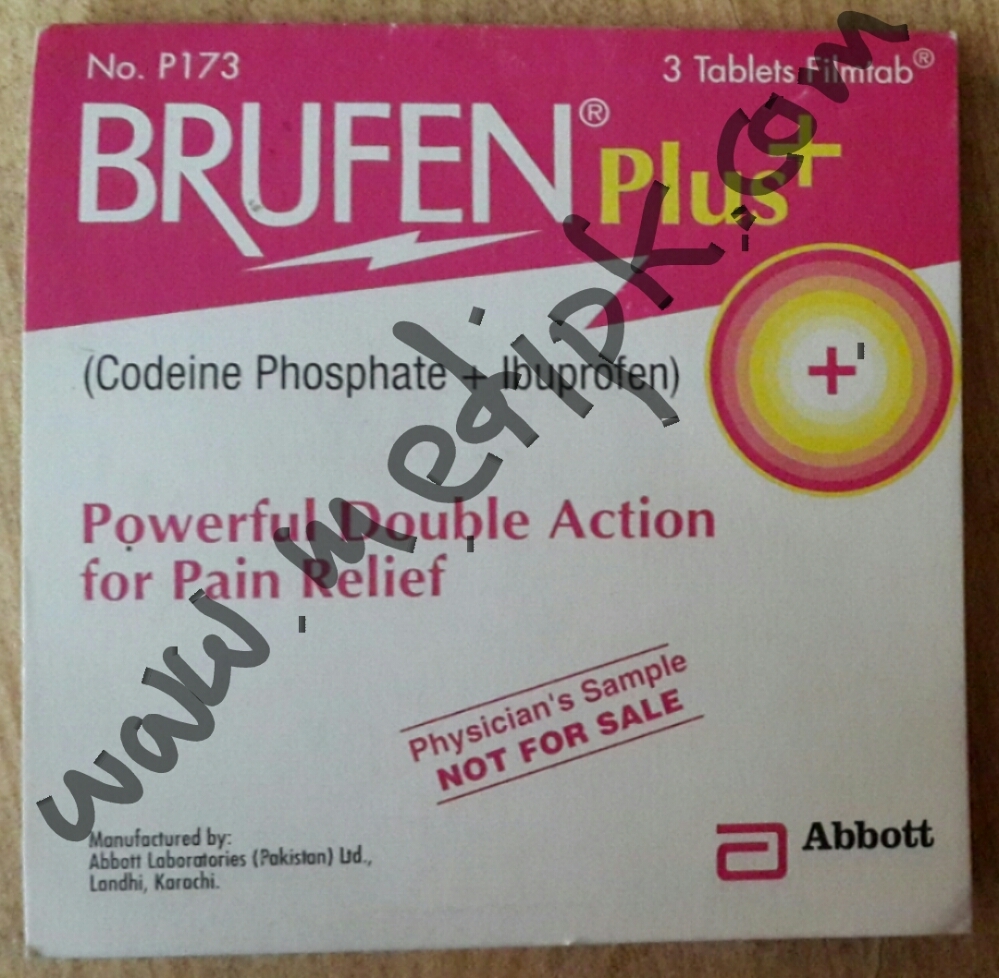 No. P173
3 Tablets Filmtab®
BRUFEN® Plus+
(Codeine Phosphate + Ibuprofen)
Powerful Double Action
for Pain Relief
www.medipk.com
Physician's Sample
NOT FOR SALE
Manufactured by:
Abbott Laboratories (Pakistan) Ltd.,
Landhi, Karachi.
Abbott